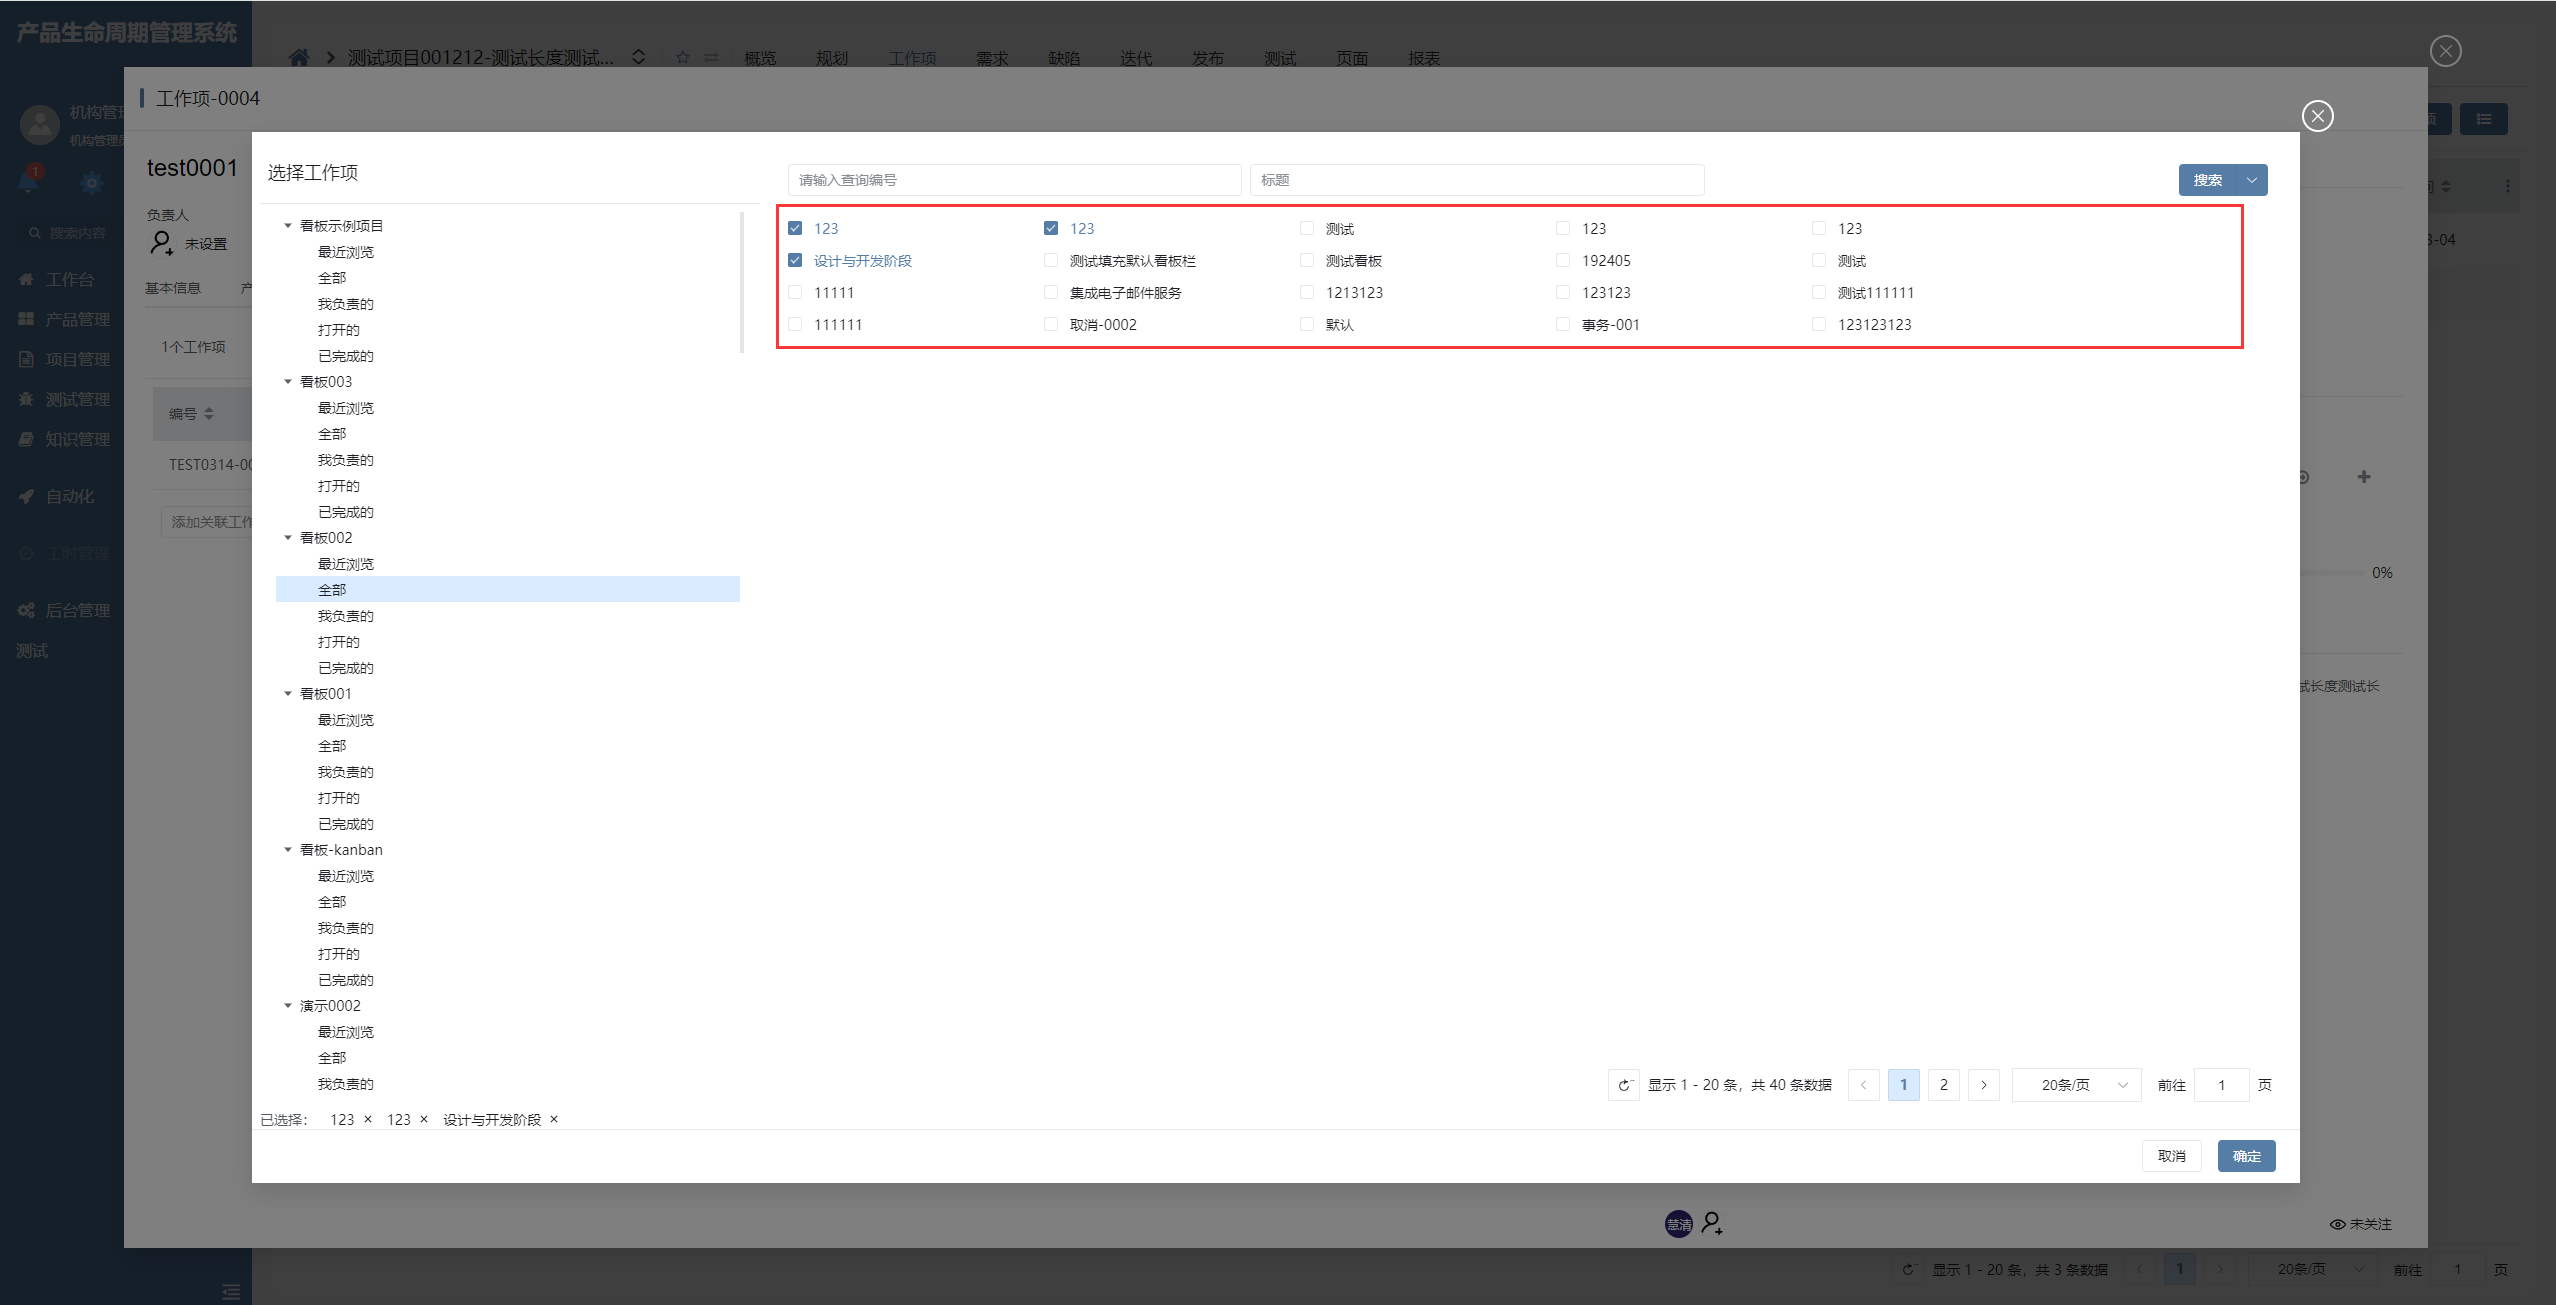 产品生命周期管理系统
测试项目001212-测试长度测试...
概览 规划 工作项 需求 缺陷 迭代 发布 测试 页面 报表
工作项-0004
机构管理
机构管理员
1
搜索内容
工作台
产品管理
项目管理
测试管理
知识管理
自动化
工时管理
后台管理
测试
test0001
负责人
未设置
基本信息 产
1个工作项
编号
TEST0314-00
添加关联工作
选择工作项
请输入查询编号 标题 搜索
看板示例项目
最近浏览
全部
我负责的
打开的
已完成的
看板003
最近浏览
全部
我负责的
打开的
已完成的
看板002
最近浏览
全部
我负责的
打开的
已完成的
看板001
最近浏览
全部
我负责的
打开的
已完成的
看板-kanban
最近浏览
全部
我负责的
打开的
已完成的
演示0002
最近浏览
全部
我负责的
123 123 测试 123 123
设计与开发阶段 测试填充默认看板栏 测试看板 192405 测试
11111 集成电子邮件服务 1213123 123123 测试111111
111111 取消-0002 默认 事务-001 123123123
显示 1 - 20 条，共 40 条数据 1 2 20条/页 前往 1 页
已选择： 123 × 123 × 设计与开发阶段 ×
取消 确定
3-04
0%
试长度测试长
慧清
未关注
显示 1 - 20 条，共 3 条数据 1 20条/页 前往 1 页